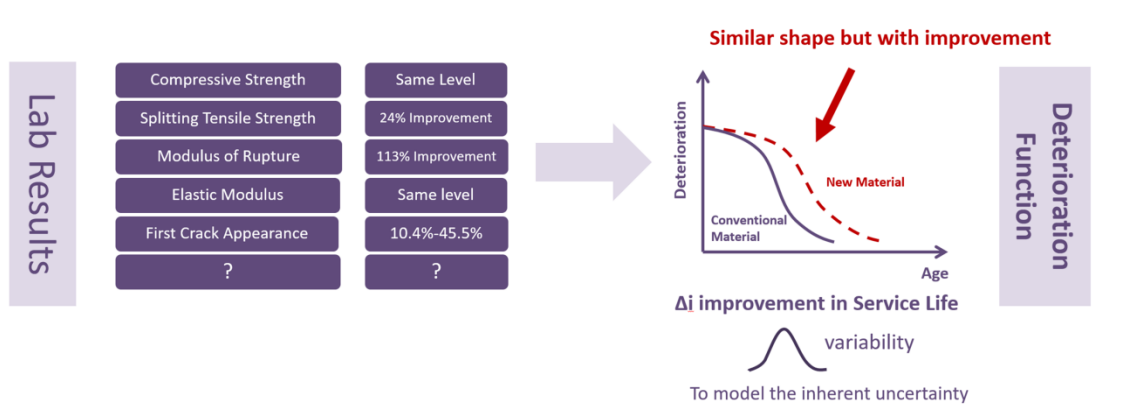 Lab Results
Compressive Strength
Same Level
Splitting Tensile Strength
24% Improvement
Modulus of Rupture
113% Improvement
Elastic Modulus
Same level
First Crack Appearance
10.4%-45.5%
?
?
Similar shape but with improvement
Deterioration
New Material
Conventional
Material
Age
Δi improvement in Service Life
variability
To model the inherent uncertainty
Deterioration
Function